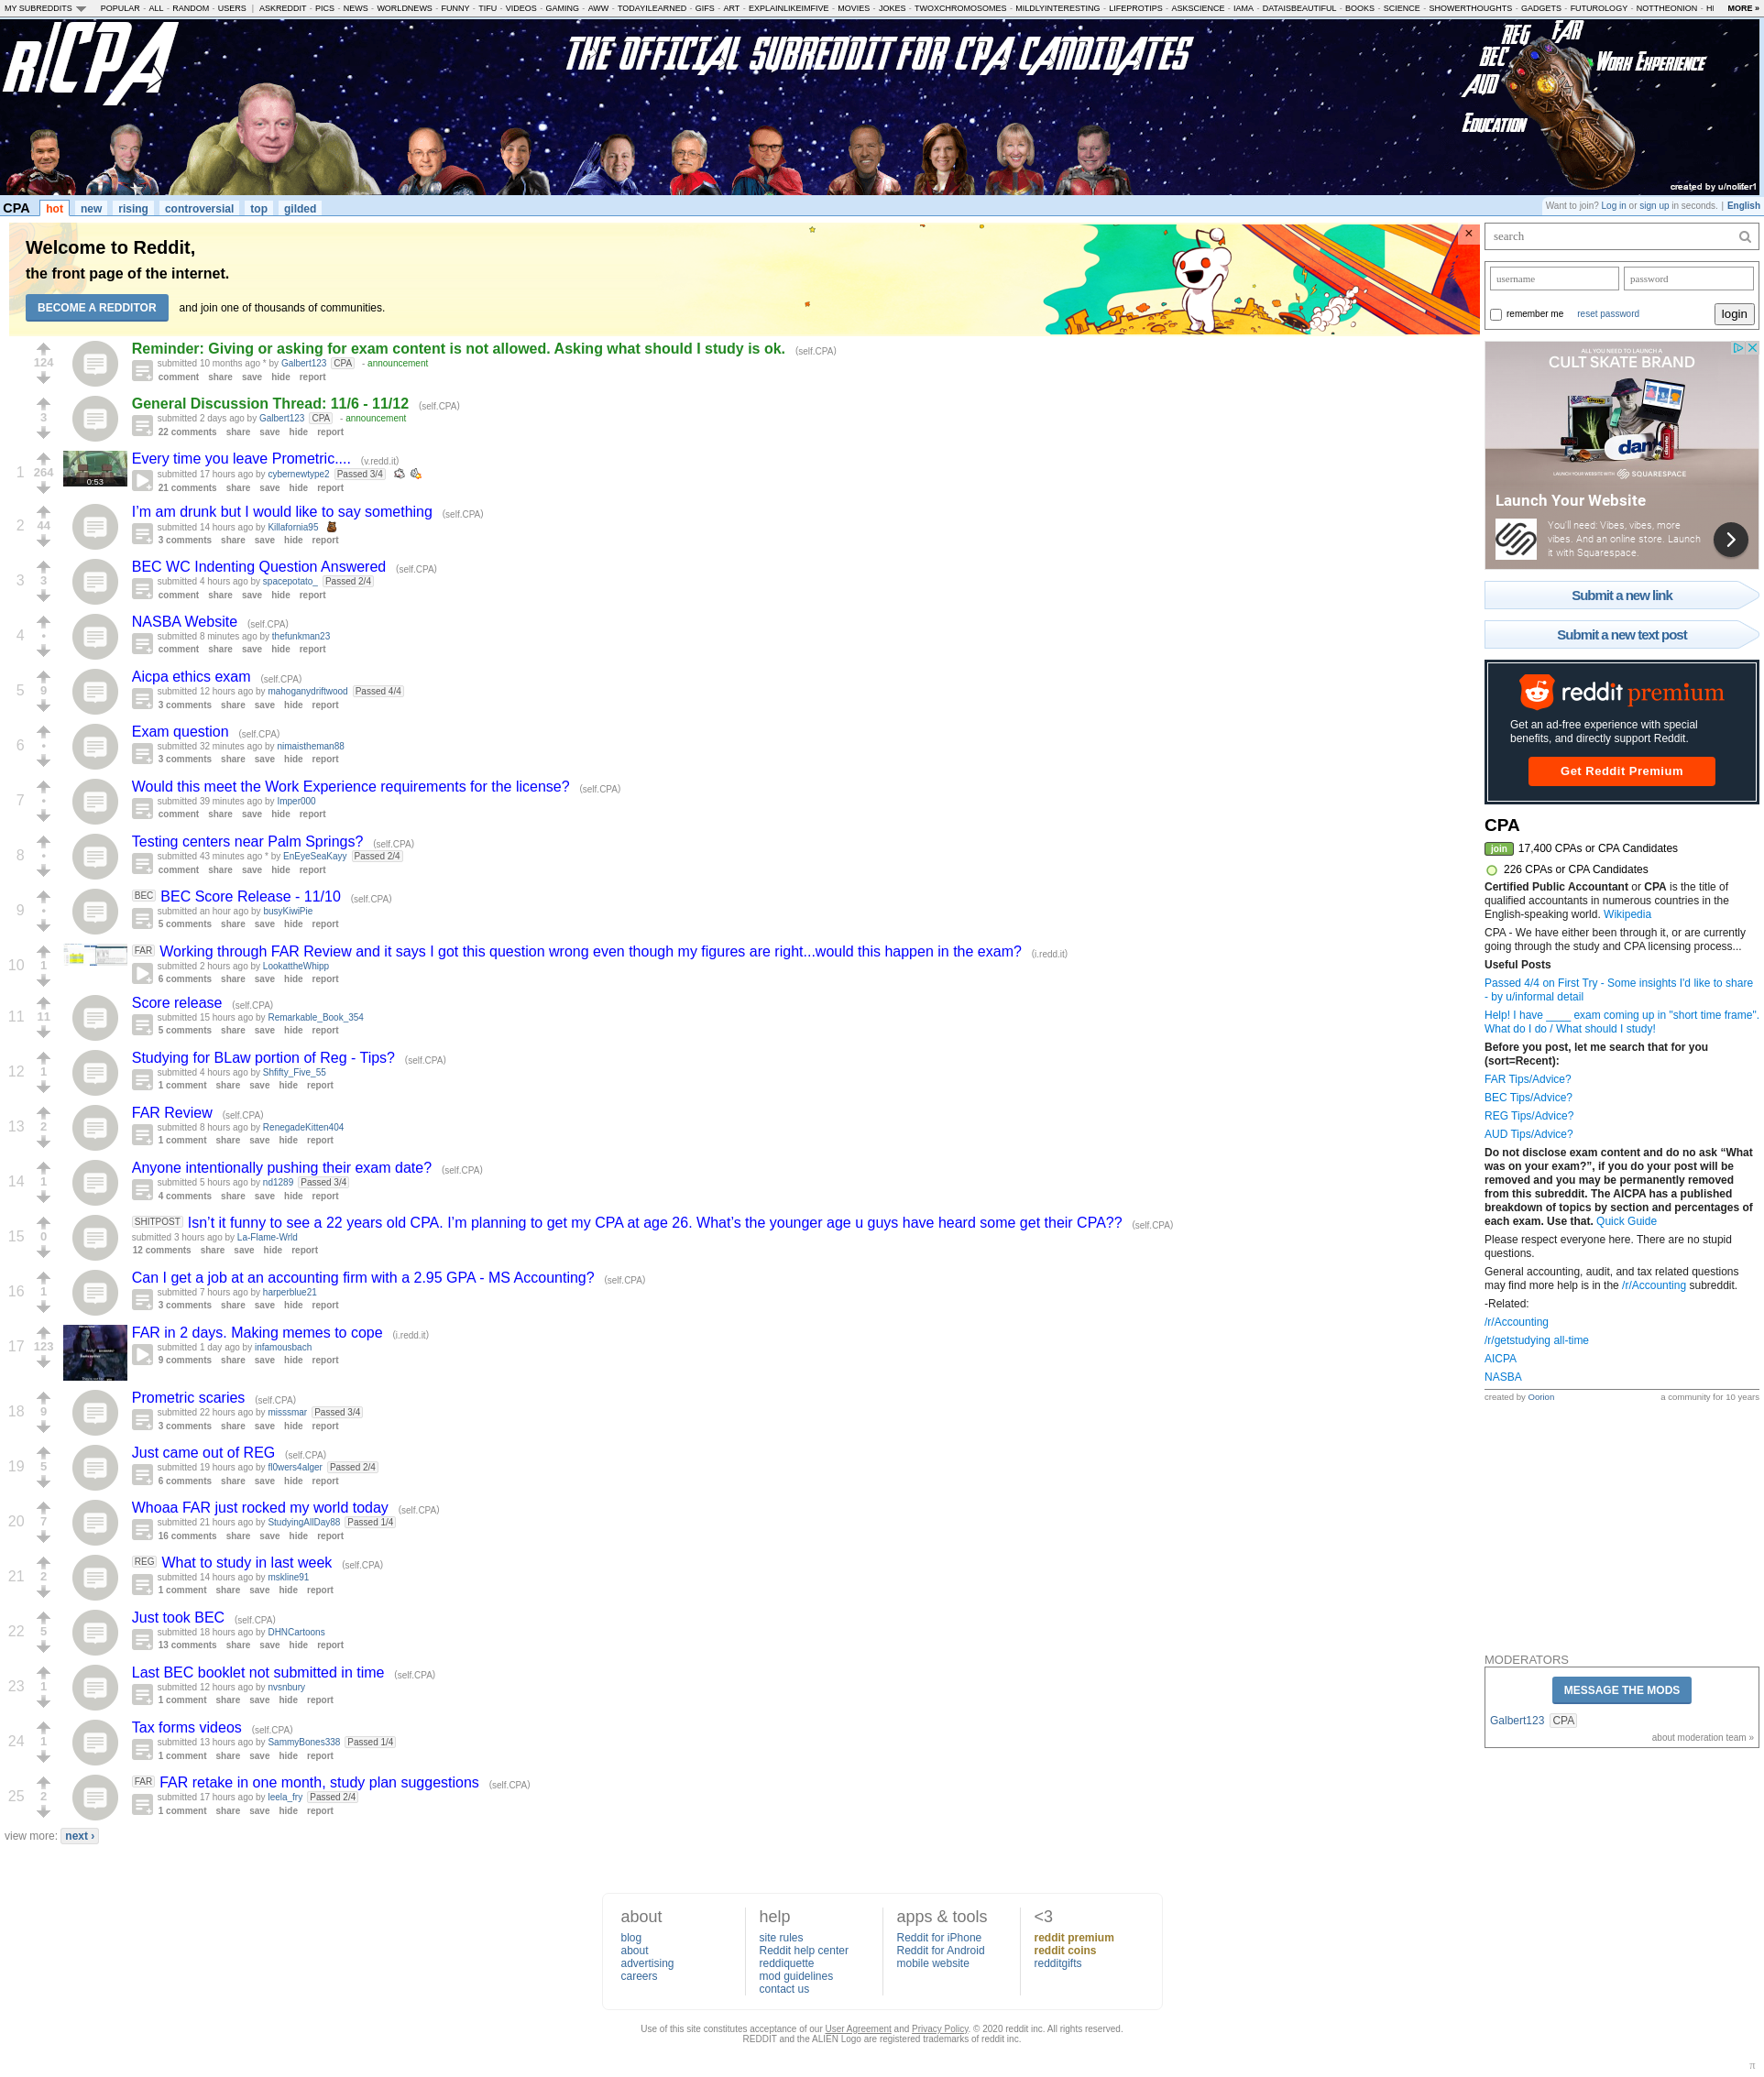 MY SUBREDDITS POPULAR - ALL - RANDOM - USERS | ASKREDDIT - PICS - NEWS - WORLDNEWS - FUNNY - TIFU - VIDEOS - GAMING - AWW - TODAYILEARNED - GIFS - ART - EXPLAINLIKEIMFIVE - MOVIES - JOKES - TWOXCHROMOSOMES - MILDLYINTERESTING - LIFEPROTIPS - ASKSCIENCE - IAMA - DATAISBEAUTIFUL - BOOKS - SCIENCE - SHOWERTHOUGHTS - GADGETS - FUTUROLOGY - NOTTHEONION - MORE »
r/CPA
THE OFFICIAL SUBREDDIT FOR CPA CANDIDATES
REG FAR
BEC Work Experience
AUD
Education
created by u/nolifer1
CPA hot new rising controversial top gilded
Want to join? Log in or sign up in seconds. | English
Welcome to Reddit,
the front page of the internet.
BECOME A REDDITOR and join one of thousands of communities.
×
124
Reminder: Giving or asking for exam content is not allowed. Asking what should I study is ok. (self.CPA)
submitted 10 months ago * by Galbert123 CPA - announcement
comment share save hide report
3
General Discussion Thread: 11/6 - 11/12 (self.CPA)
submitted 2 days ago by Galbert123 CPA - announcement
22 comments share save hide report
1 264
0:53
Every time you leave Prometric.... (v.redd.it)
submitted 17 hours ago by cybernewtype2 Passed 3/4
21 comments share save hide report
2 44
I’m am drunk but I would like to say something (self.CPA)
submitted 14 hours ago by Killafornia95
3 comments share save hide report
3 3
BEC WC Indenting Question Answered (self.CPA)
submitted 4 hours ago by spacepotato_ Passed 2/4
comment share save hide report
4 •
NASBA Website (self.CPA)
submitted 8 minutes ago by thefunkman23
comment share save hide report
5 9
Aicpa ethics exam (self.CPA)
submitted 12 hours ago by mahoganydriftwood Passed 4/4
3 comments share save hide report
6 •
Exam question (self.CPA)
submitted 32 minutes ago by nimaistheman88
3 comments share save hide report
7 •
Would this meet the Work Experience requirements for the license? (self.CPA)
submitted 39 minutes ago by Imper000
comment share save hide report
8 •
Testing centers near Palm Springs? (self.CPA)
submitted 43 minutes ago * by EnEyeSeaKayy Passed 2/4
comment share save hide report
9 •
BEC BEC Score Release - 11/10 (self.CPA)
submitted an hour ago by busyKiwiPie
5 comments share save hide report
10 1
FAR Working through FAR Review and it says I got this question wrong even though my figures are right...would this happen in the exam? (i.redd.it)
submitted 2 hours ago by LookattheWhipp
6 comments share save hide report
11 11
Score release (self.CPA)
submitted 15 hours ago by Remarkable_Book_354
5 comments share save hide report
12 1
Studying for BLaw portion of Reg - Tips? (self.CPA)
submitted 4 hours ago by Shfifty_Five_55
1 comment share save hide report
13 2
FAR Review (self.CPA)
submitted 8 hours ago by RenegadeKitten404
1 comment share save hide report
14 1
Anyone intentionally pushing their exam date? (self.CPA)
submitted 5 hours ago by nd1289 Passed 3/4
4 comments share save hide report
15 0
SHITPOST Isn’t it funny to see a 22 years old CPA. I’m planning to get my CPA at age 26. What’s the younger age u guys have heard some get their CPA?? (self.CPA)
submitted 3 hours ago by La-Flame-Wrld
12 comments share save hide report
16 1
Can I get a job at an accounting firm with a 2.95 GPA - MS Accounting? (self.CPA)
submitted 7 hours ago by harperblue21
3 comments share save hide report
17 123
FAR in 2 days. Making memes to cope (i.redd.it)
submitted 1 day ago by infamousbach
9 comments share save hide report
18 9
Prometric scaries (self.CPA)
submitted 22 hours ago by misssmar Passed 3/4
3 comments share save hide report
19 5
Just came out of REG (self.CPA)
submitted 19 hours ago by fl0wers4alger Passed 2/4
6 comments share save hide report
20 7
Whoaa FAR just rocked my world today (self.CPA)
submitted 21 hours ago by StudyingAllDay88 Passed 1/4
16 comments share save hide report
21 2
REG What to study in last week (self.CPA)
submitted 14 hours ago by mskline91
1 comment share save hide report
22 5
Just took BEC (self.CPA)
submitted 18 hours ago by DHNCartoons
13 comments share save hide report
23 1
Last BEC booklet not submitted in time (self.CPA)
submitted 12 hours ago by nvsnbury
1 comment share save hide report
24 1
Tax forms videos (self.CPA)
submitted 13 hours ago by SammyBones338 Passed 1/4
1 comment share save hide report
25 2
FAR FAR retake in one month, study plan suggestions (self.CPA)
submitted 17 hours ago by leela_fry Passed 2/4
1 comment share save hide report
view more: next ›
search
username password
remember me reset password login
ALL YOU NEED TO LAUNCH A
CULT SKATE BRAND
dant
LAUNCH YOUR WEBSITE WITH SQUARESPACE
Launch Your Website
You'll need: Vibes, vibes, more
vibes. And an online store. Launch
it with Squarespace.
Submit a new link
Submit a new text post
reddit premium
Get an ad-free experience with special
benefits, and directly support Reddit.
Get Reddit Premium
CPA
join 17,400 CPAs or CPA Candidates
226 CPAs or CPA Candidates
Certified Public Accountant or CPA is the title of
qualified accountants in numerous countries in the
English-speaking world. Wikipedia
CPA - We have either been through it, or are currently
going through the study and CPA licensing process...
Useful Posts
Passed 4/4 on First Try - Some insights I'd like to share
- by u/informal detail
Help! I have ____ exam coming up in "short time frame".
What do I do / What should I study!
Before you post, let me search that for you
(sort=Recent):
FAR Tips/Advice?
BEC Tips/Advice?
REG Tips/Advice?
AUD Tips/Advice?
Do not disclose exam content and do no ask “What
was on your exam?”, if you do your post will be
removed and you may be permanently removed
from this subreddit. The AICPA has a published
breakdown of topics by section and percentages of
each exam. Use that. Quick Guide
Please respect everyone here. There are no stupid
questions.
General accounting, audit, and tax related questions
may find more help is in the /r/Accounting subreddit.
-Related:
/r/Accounting
/r/getstudying all-time
AICPA
NASBA
created by Oorion a community for 10 years
MODERATORS
MESSAGE THE MODS
Galbert123 CPA
about moderation team »
about
blog
about
advertising
careers
help
site rules
Reddit help center
reddiquette
mod guidelines
contact us
apps & tools
Reddit for iPhone
Reddit for Android
mobile website
<3
reddit premium
reddit coins
redditgifts
Use of this site constitutes acceptance of our User Agreement and Privacy Policy. © 2020 reddit inc. All rights reserved.
REDDIT and the ALIEN Logo are registered trademarks of reddit inc.
π